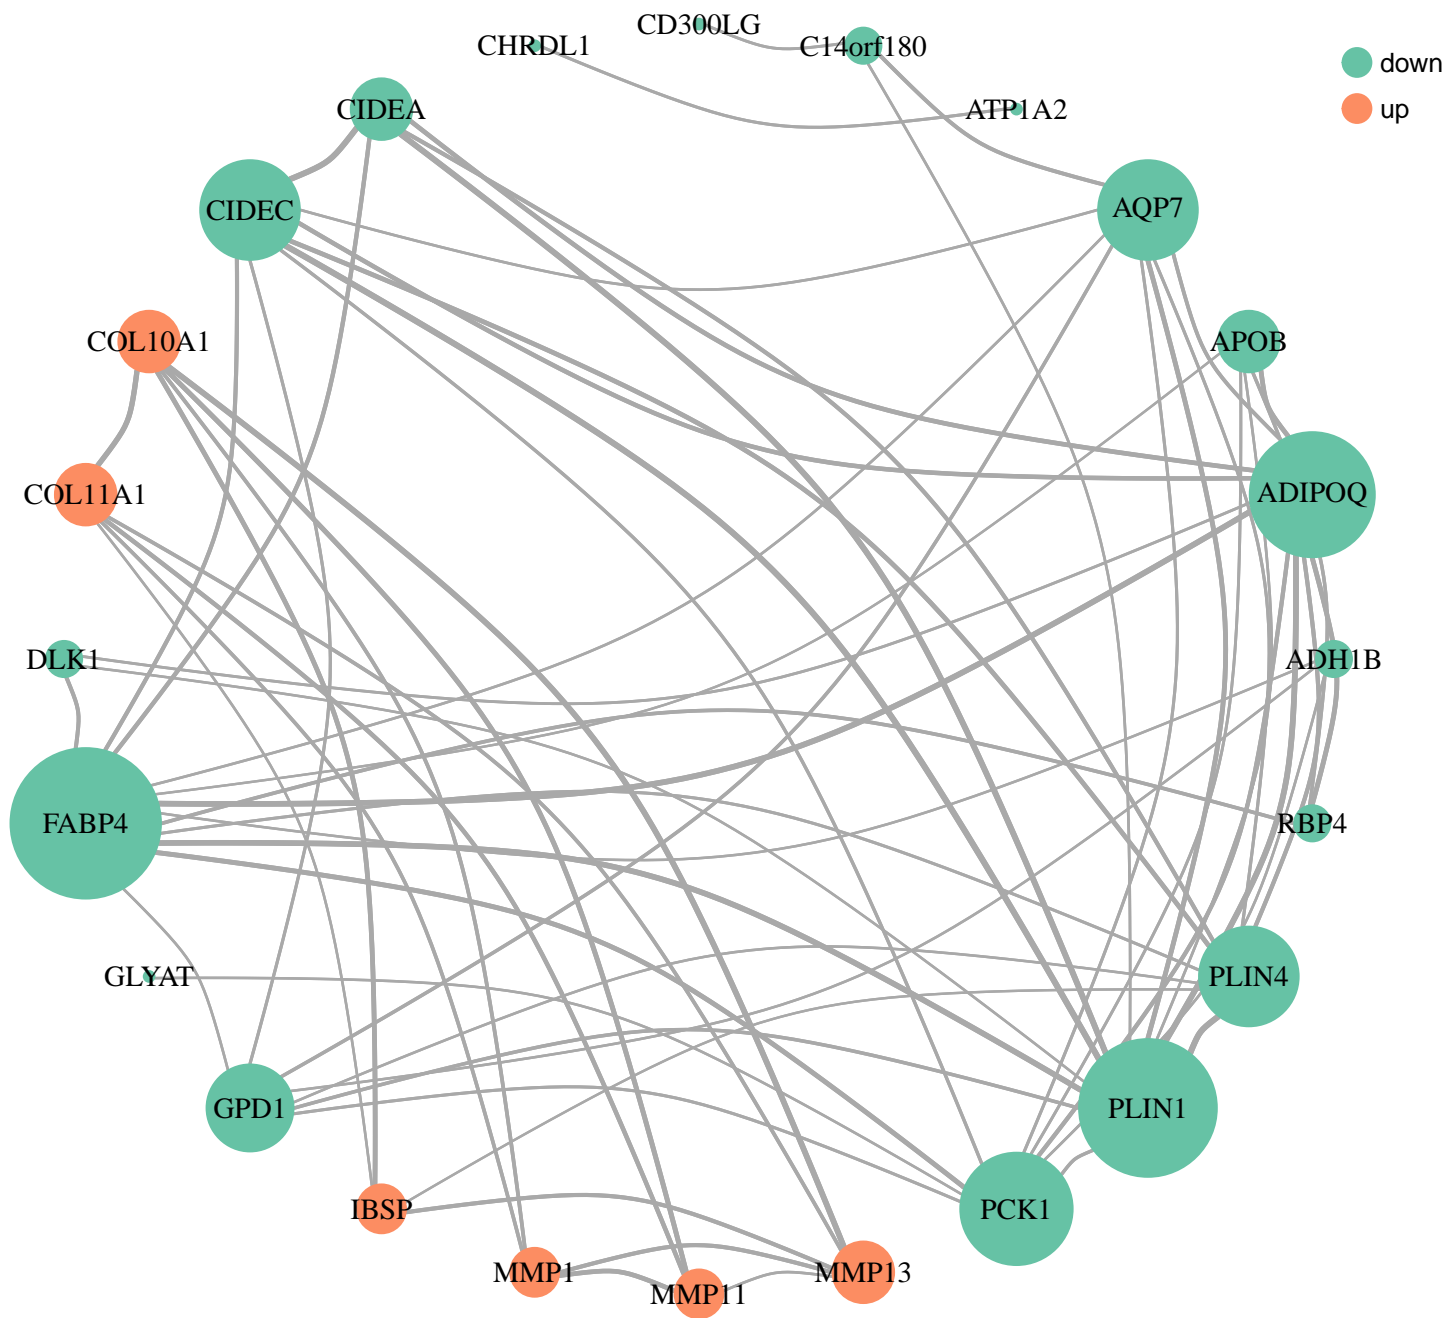 CD300LG
CHRDL1
C14orf180
down
CIDEA
ATP1A2
up
CIDEC
AQP7
COL10A1
APOB
COL11A1
ADIPOQ
DLK1
ADH1B
FABP4
RBP4
GLYAT
PLIN4
GPD1
PLIN1
IBSP
PCK1
MMP1
MMP11
MMP13